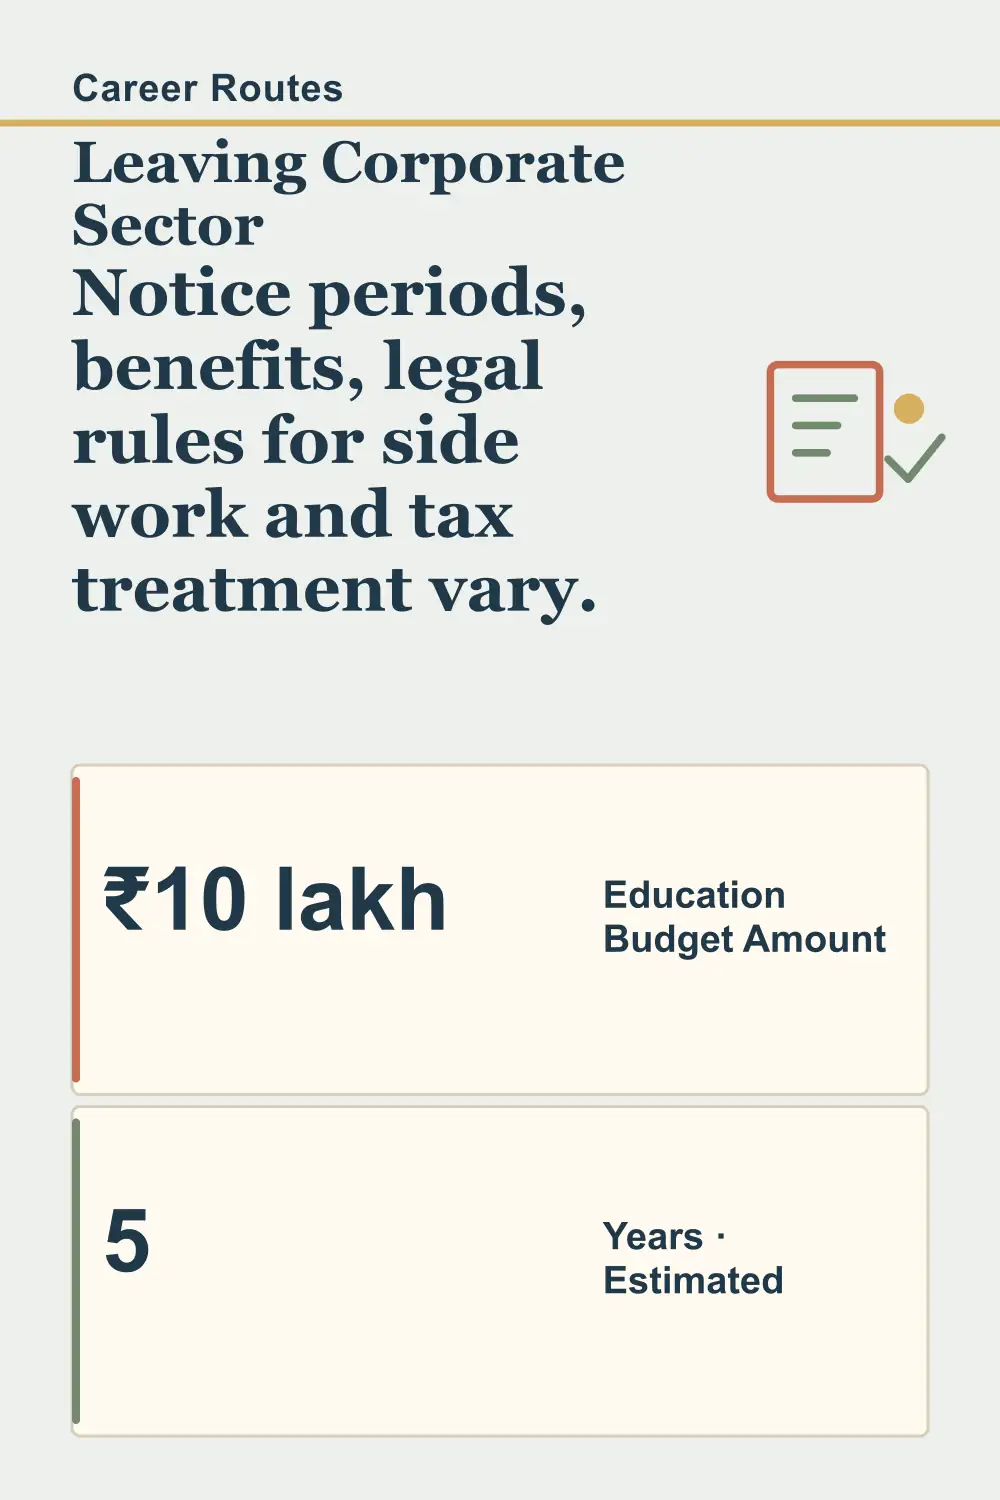 Career Routes
Leaving Corporate
Sector
Notice periods,
benefits, legal
rules for side
work and tax
treatment vary.
₹10 lakh
Education
Budget Amount
5
Years ·
Estimated